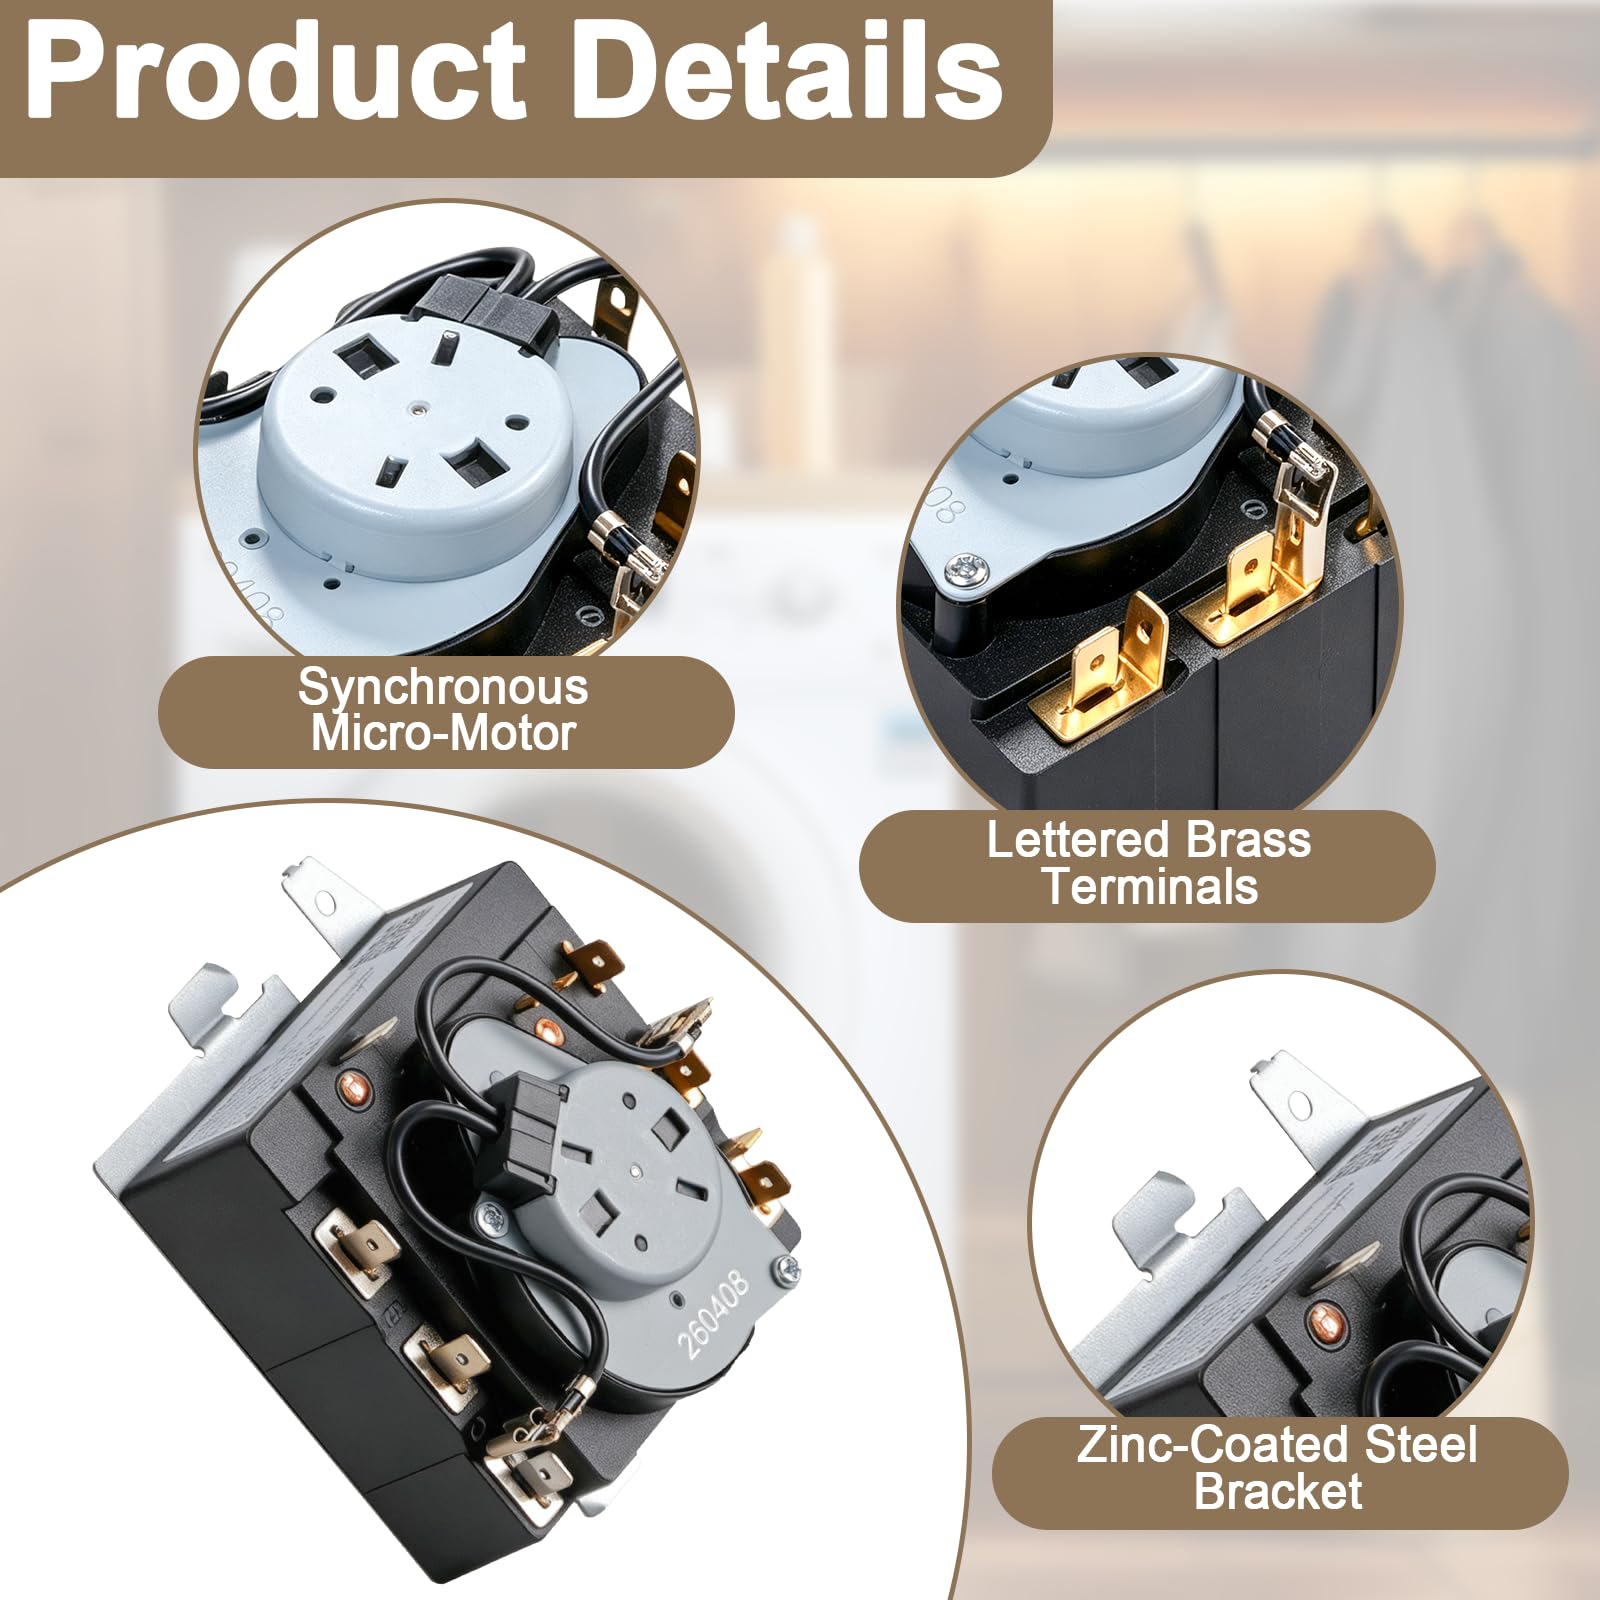 Product Details
Synchronous
Micro-Motor
Lettered Brass
Terminals
260408
Zinc-Coated Steel
Bracket